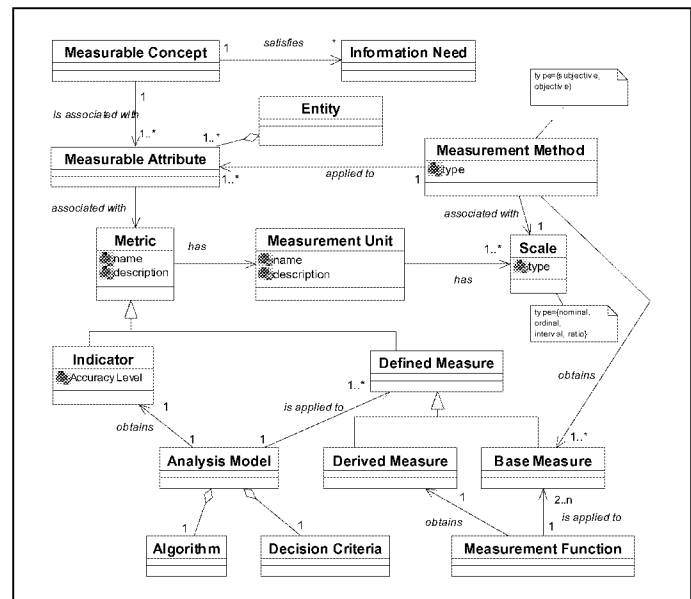 Measurable Concept
1
satisfies
*
Information Need
type={subjective,
objective}
1
Is associated with
1..*
1..*
Entity
Measurable Attribute
1..*
applied to
1
Measurement Method
type
associated with
associated with
1
Metric
name
description
has
Measurement Unit
name
description
has
1..*
Scale
type
type={nominal,
ordinal,
interval, ratio}
Indicator
Accuracy Level
Defined Measure
1..*
is applied to
obtains
1
obtains
1
1
1..*
Analysis Model
Derived Measure
Base Measure
1
2..n
obtains
is applied to
1
1
1
Algorithm
Decision Criteria
Measurement Function